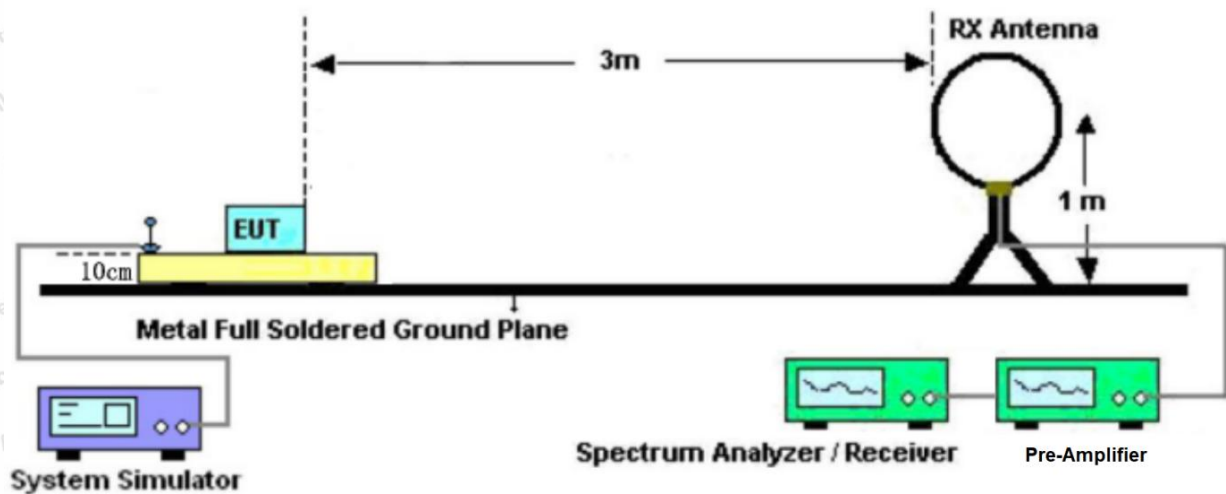 RX Antenna
3m
1 m
EUT
10cm
Metal Full Soldered Ground Plane
System Simulator
Spectrum Analyzer / Receiver
Pre-Amplifier